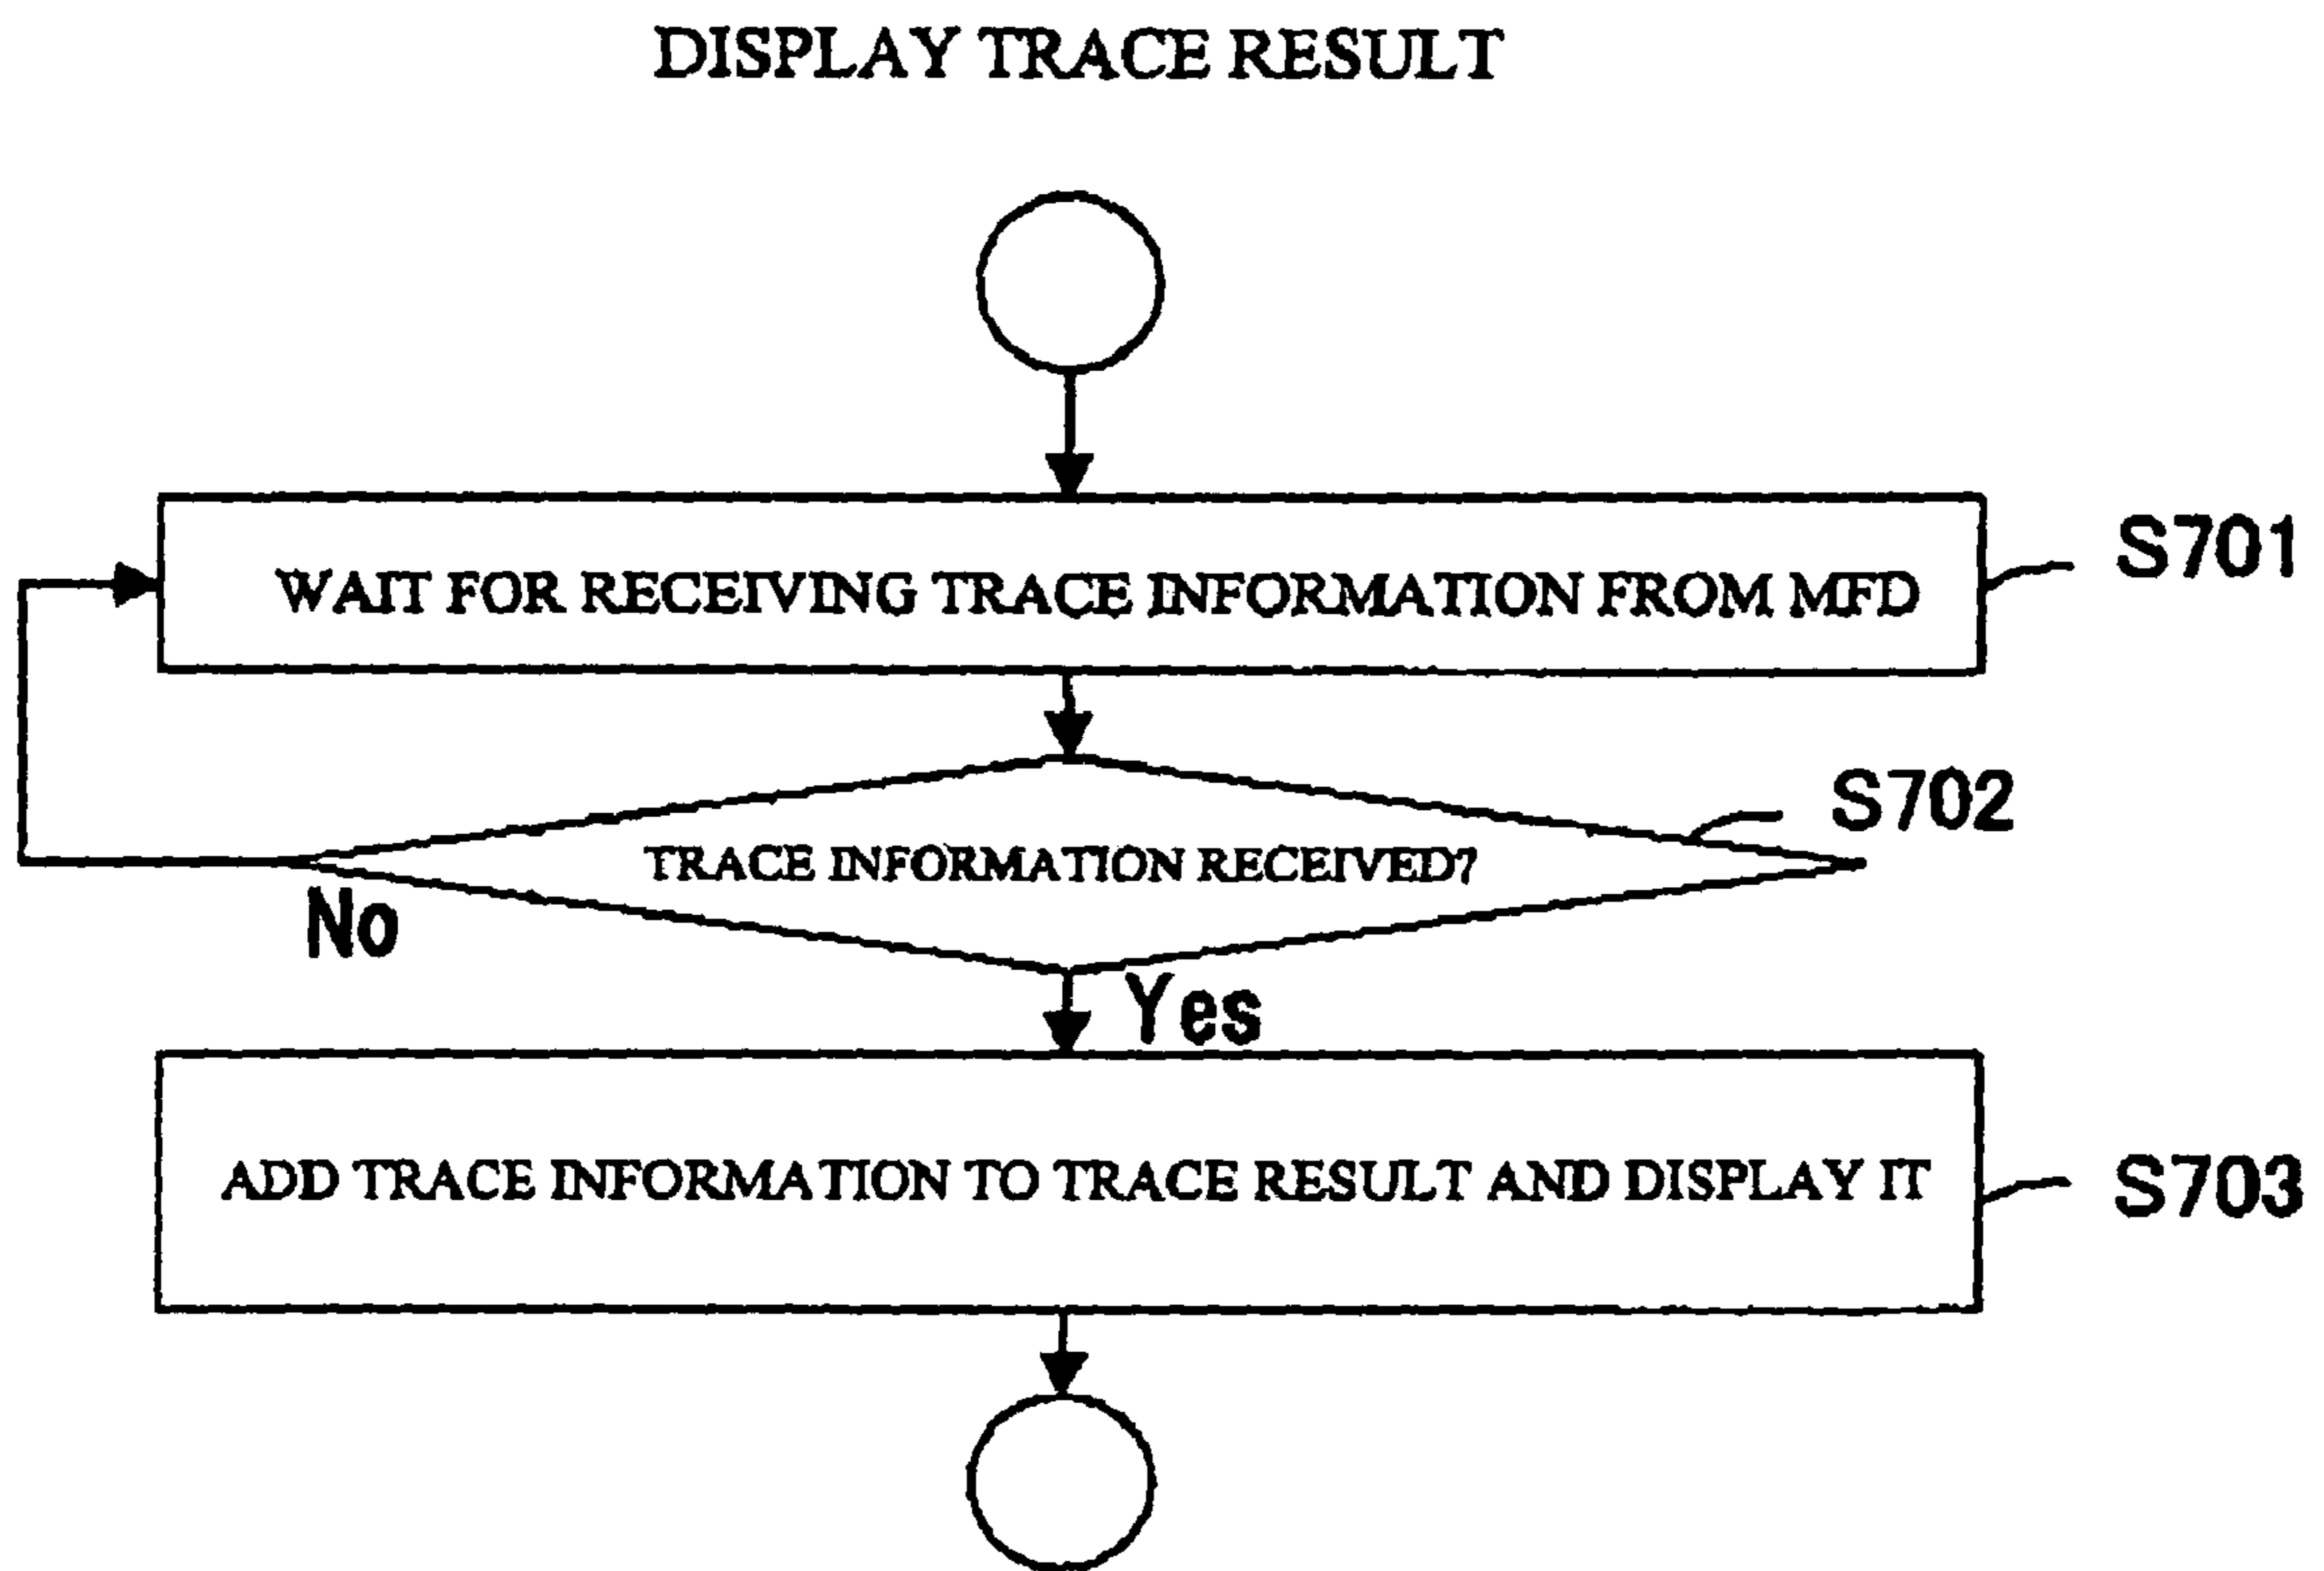 DISPLAY TRACE RESULT
WAIT FOR RECEIVING TRACE INFORMATION FROM MFD
S701
TRACE INFORMATION RECEIVED?
S702
No
Yes
ADD TRACE INFORMATION TO TRACE RESULT AND DISPLAY IT
S703